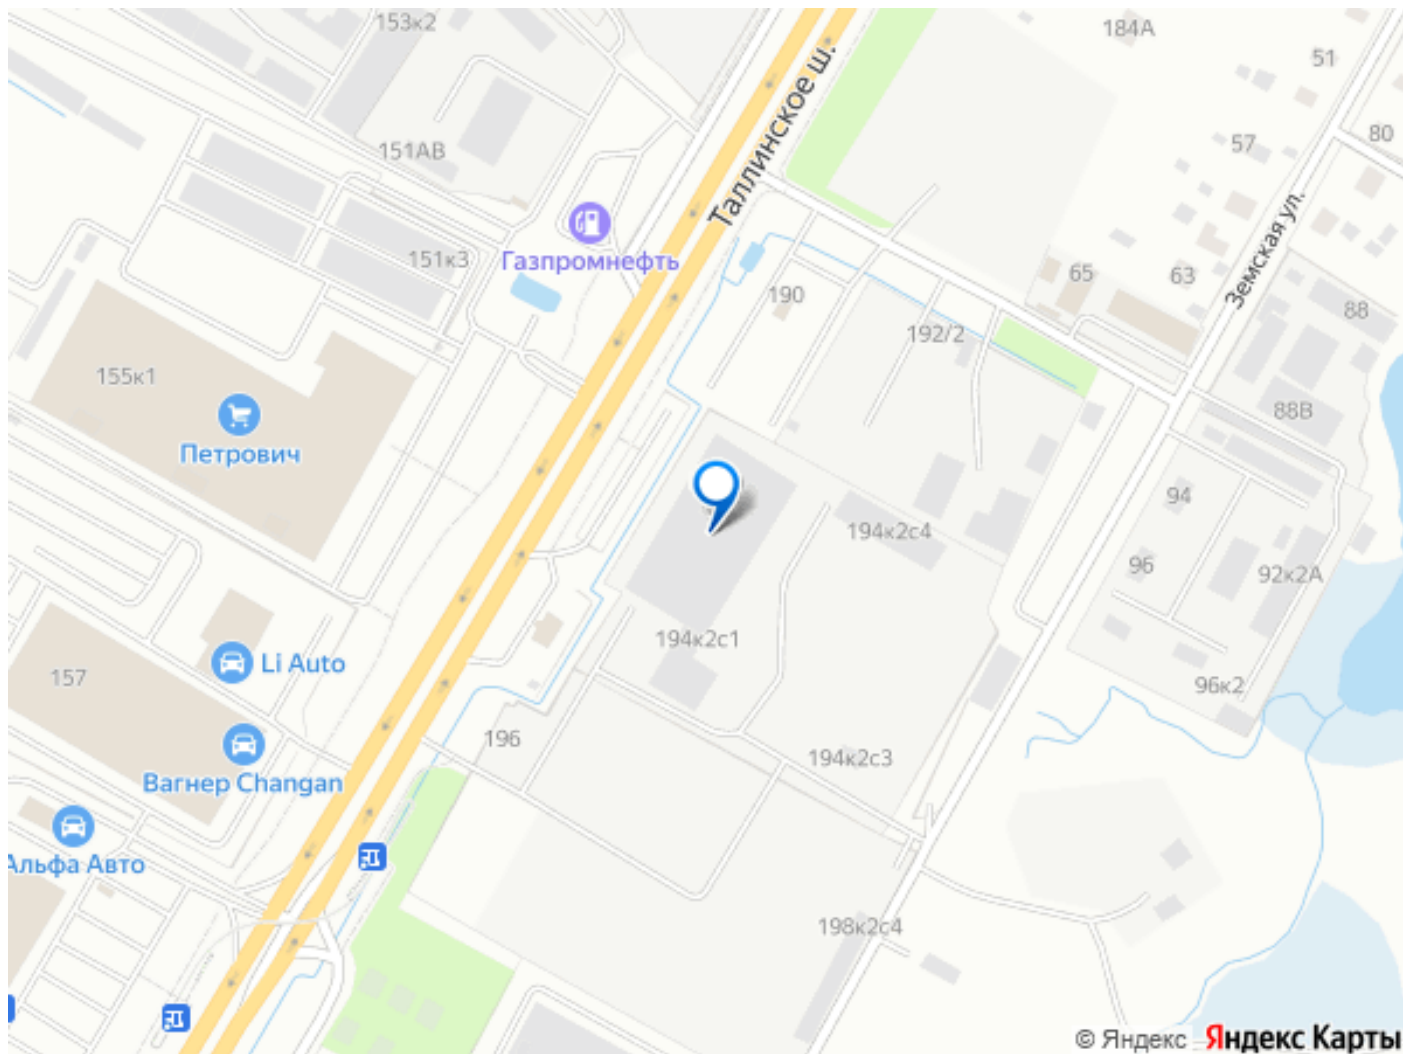 153к2
184А
51
Таллинское ш.
57
80
151АВ
Земская ул.
151к3
Газпромнефть
65
63
190
88
192/2
155к1
88В
Петрович
94
194к2с4
96
92к2А
194к2с1
Li Auto
157
96к2
196
194к2с3
Вагнер Changan
Альфа Авто
198к2с4
© Яндекс Яндекс Карты